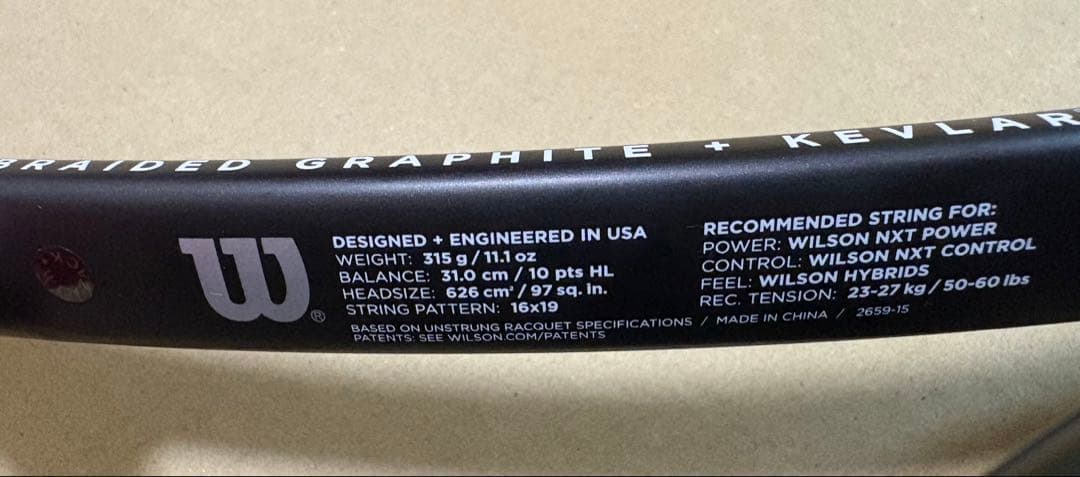 BRAIDED GRAPHITE + KEVLAR
W®
DESIGNED + ENGINEERED IN USA
WEIGHT: 315 g / 11.1 oz
BALANCE: 31.0 cm / 10 pts HL
HEADSIZE: 626 cm² / 97 sq. in.
STRING PATTERN: 16x19
RECOMMENDED STRING FOR:
POWER: WILSON NXT POWER
CONTROL: WILSON NXT CONTROL
FEEL: WILSON HYBRIDS
REC. TENSION: 23-27 kg / 50-60 lbs
BASED ON UNSTRUNG RACQUET SPECIFICATIONS / MADE IN CHINA / 2659-15
PATENTS: SEE WILSON.COM/PATENTS